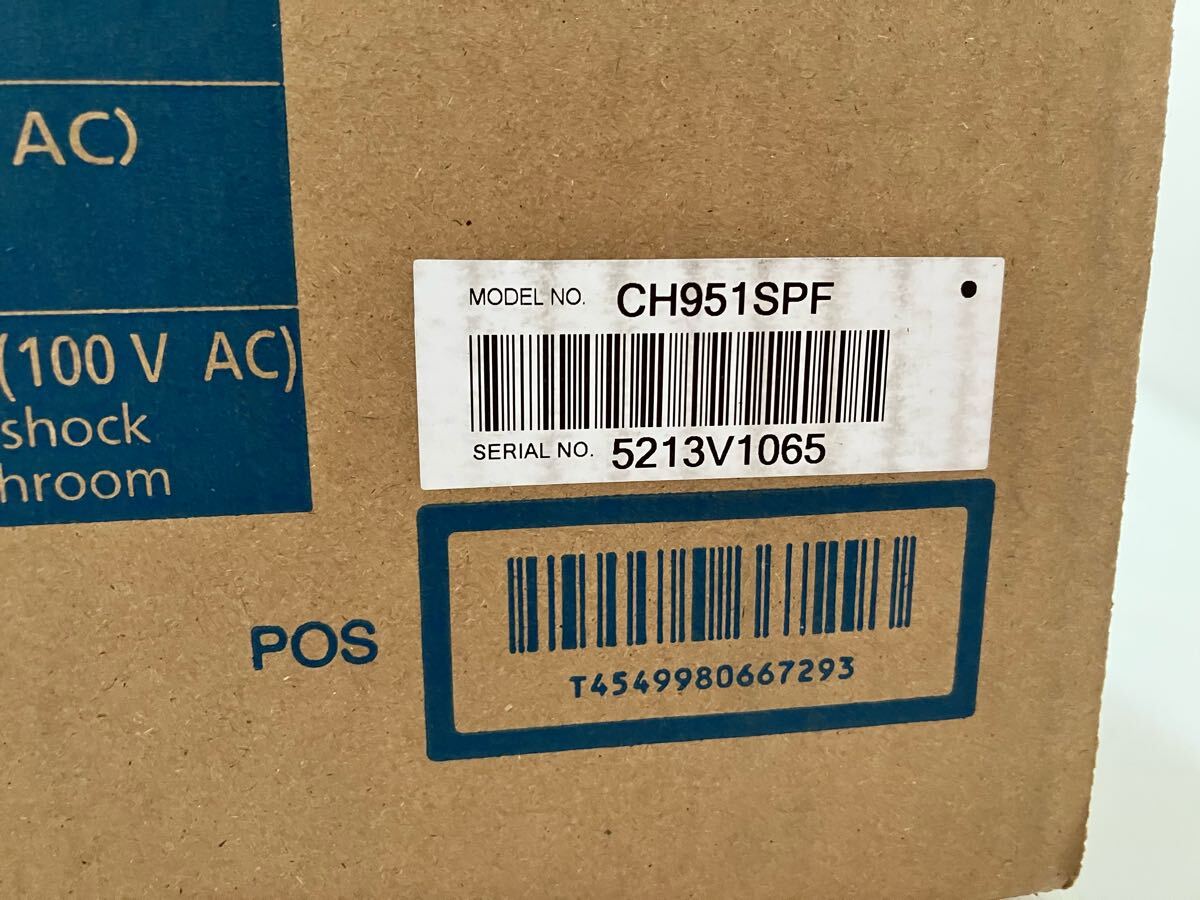 AC)
(100 V AC)
shock
hroom
MODEL NO. CH951SPF
SERIAL NO. 5213V1065
POS
T4549980667293